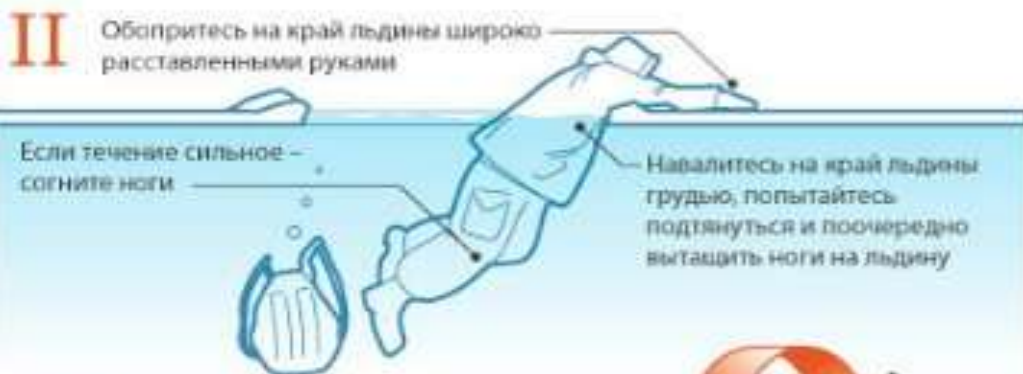 II
Обопритесь на край льдины широко
расставленными руками
Если течение сильное –
согните ноги
Навалитесь на край льдины
грудью, попытайтесь
подтянуться и поочередно
вытащить ноги на льдину